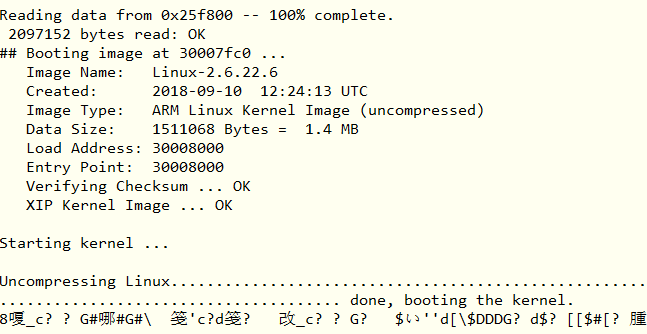 Reading data from 0x25f800 -- 100% complete.
 2097152 bytes read: OK
## Booting image at 30007fc0 ...
   Image Name:   Linux-2.6.22.6
   Created:      2018-09-10  12:24:13 UTC
   Image Type:   ARM Linux Kernel Image (uncompressed)
   Data Size:    1511068 Bytes =  1.4 MB
   Load Address: 30008000
   Entry Point:  30008000
   Verifying Checksum ... OK
   XIP Kernel Image ... OK
Starting kernel ...
Uncompressing Linux.......................................................
...................................... done, booting the kernel.
8嗄_c? ? G#哪#G#\  笺'c?d笺?   改_c? ? G?   $い''d[\$DDDG? d$? [[$#[? 腫